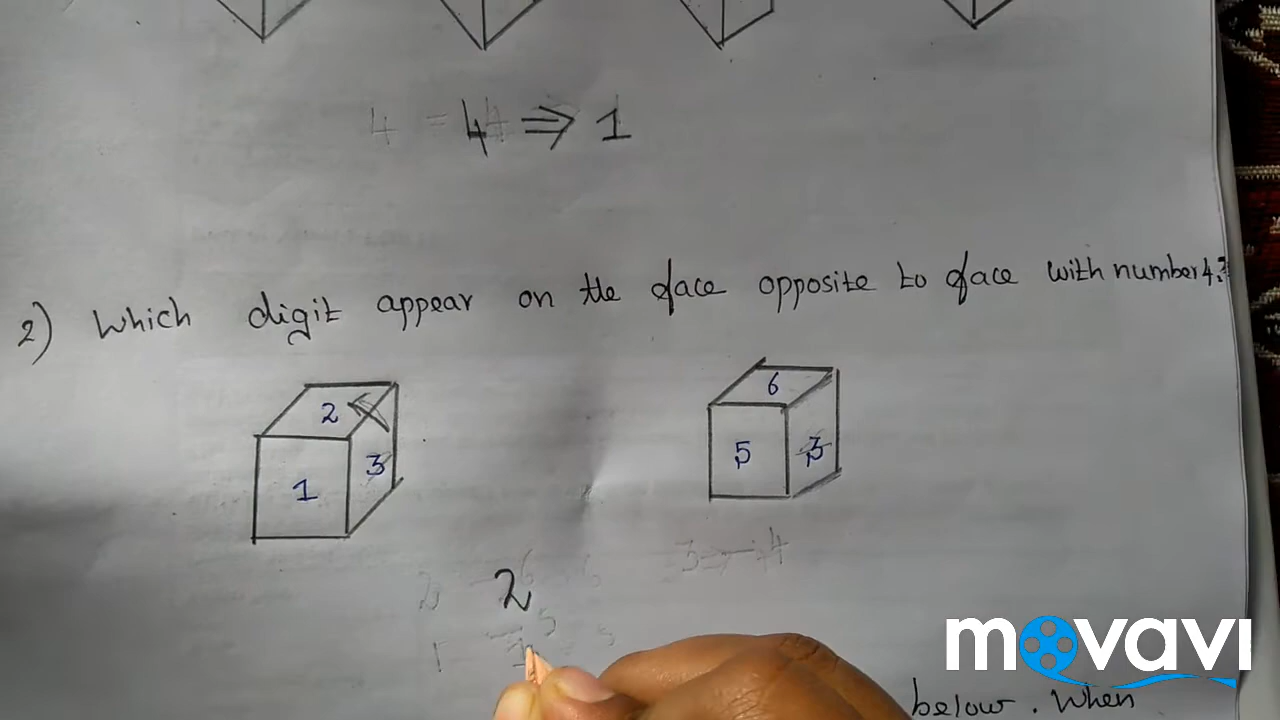 4 = 4 ⇒ 1
2) Which digit appear on the face opposite to face with number 4?
2
1
3
6
5
3
3 → 4
2
movavi
below. When